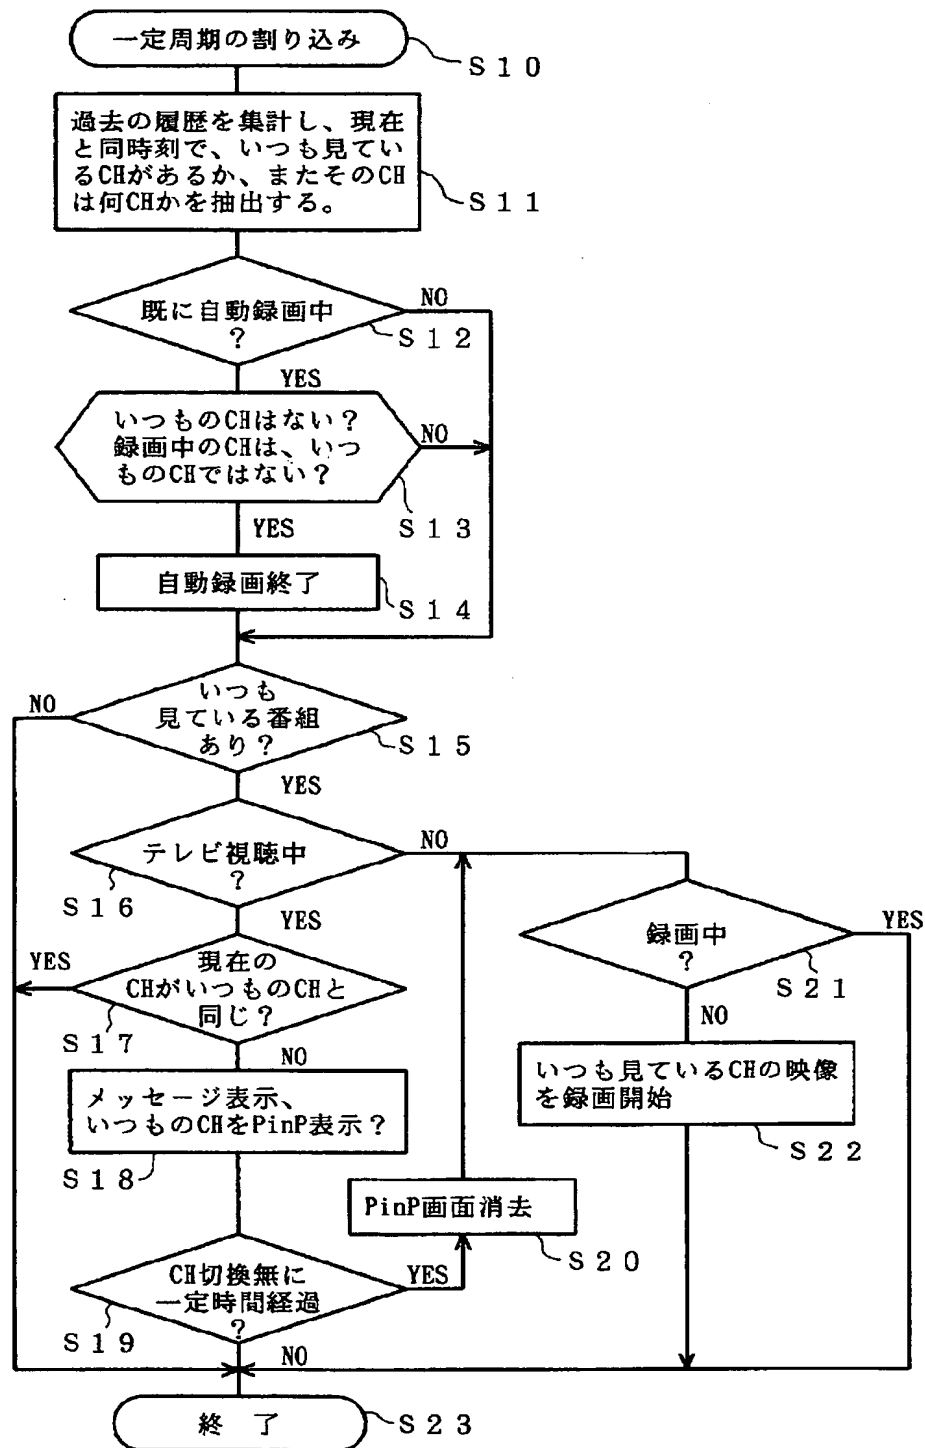 一定周期の割り込み
S10
過去の履歴を集計し、現在
と同時刻で、いつも見てい
るCHがあるか、またそのCH
は何CHかを抽出する。
S11
既に自動録画中
?
NO
S12
YES
いつものCHはない?
録画中のCHは、いつ
ものCHではない?
NO
S13
YES
自動録画終了
S14
いつも
見ている番組
あり?
NO
S15
YES
テレビ視聴中
?
NO
S16
YES
録画中
?
YES
S21
NO
現在の
CHがいつものCHと
同じ?
YES
S17
NO
いつも見ているCHの映像
を録画開始
S22
メッセージ表示、
いつものCHをPinP表示?
S18
PinP画面消去
S20
CH切換無に
一定時間経過
?
YES
S19
NO
終 了
S23